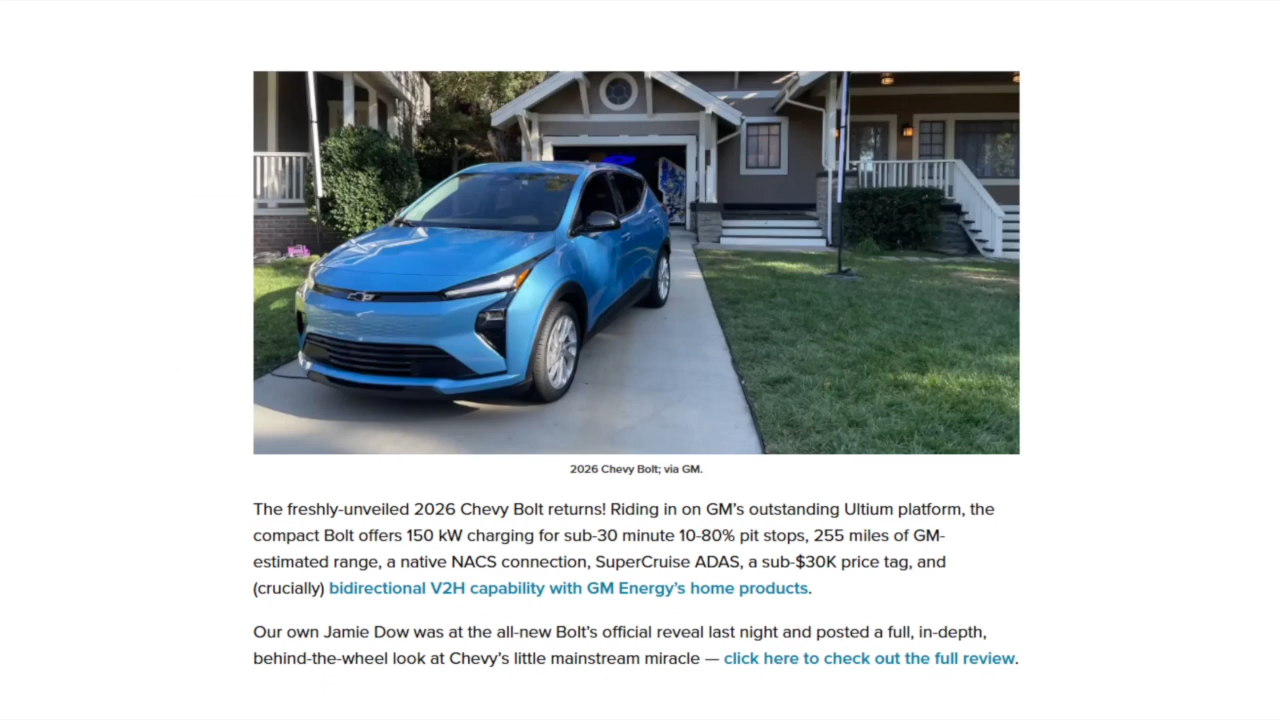 2026 Chevy Bolt; via GM.
The freshly-unveiled 2026 Chevy Bolt returns! Riding in on GM's outstanding Ultium platform, the
compact Bolt offers 150 kW charging for sub-30 minute 10-80% pit stops, 255 miles of GM-
estimated range, a native NACS connection, SuperCruise ADAS, a sub-$30K price tag, and
(crucially) bidirectional V2H capability with GM Energy's home products.
Our own Jamie Dow was at the all-new Bolt's official reveal last night and posted a full, in-depth,
behind-the-wheel look at Chevy's little mainstream miracle — click here to check out the full review.